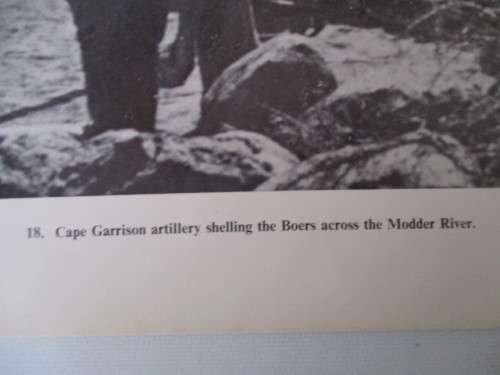 18. Cape Garrison artillery shelling the Boers across the Modder River.